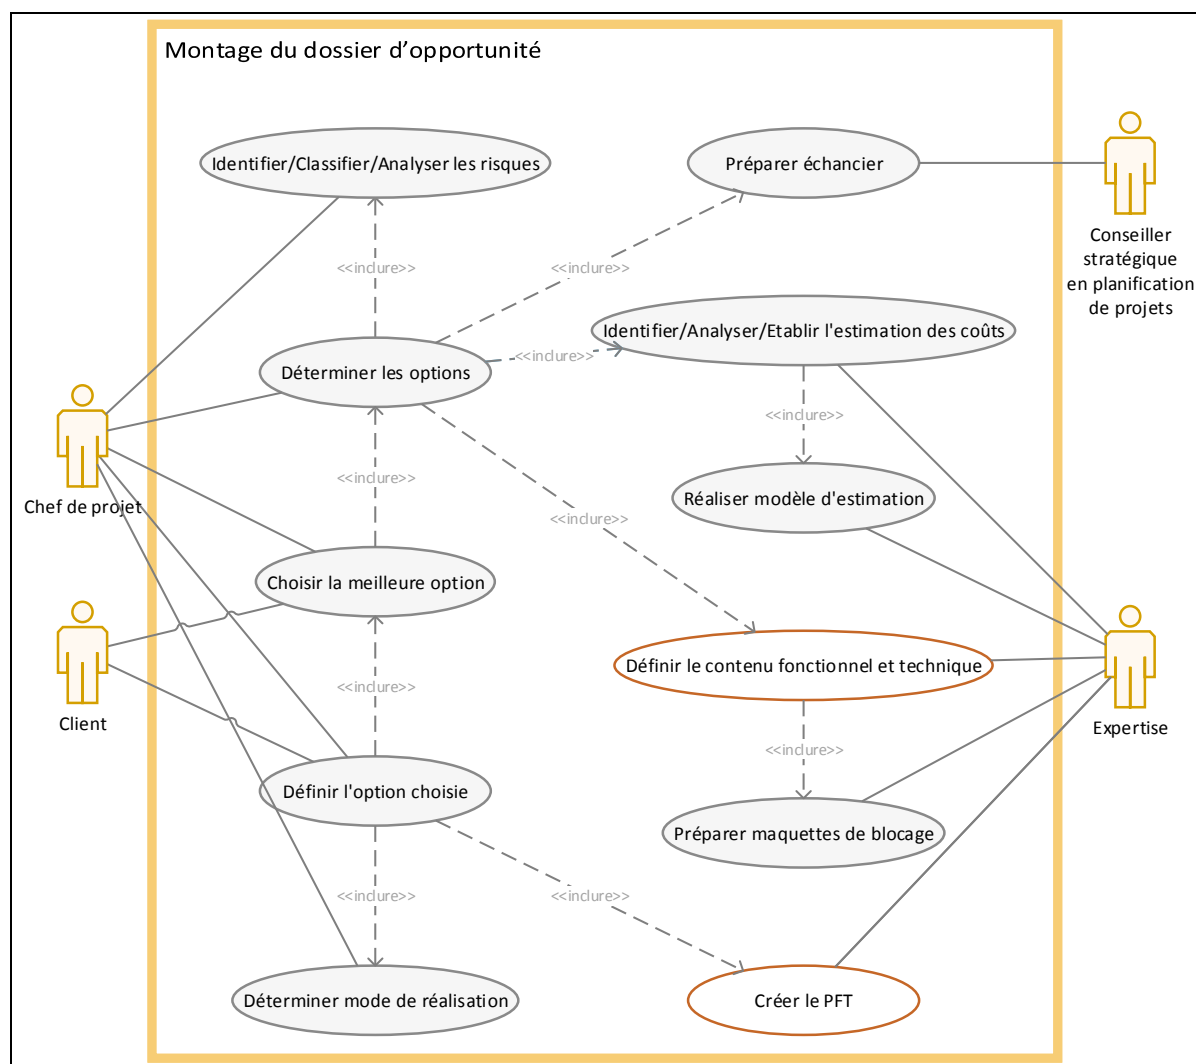 Montage du dossier d’opportunité
Identifier/Classifier/Analyser les risques
Préparer échancier
Conseiller
stratégique
en planification
de projets
<<inclure>>
<<inclure>>
Identifier/Analyser/Etablir l'estimation des coûts
<<inclure>>
Déterminer les options
<<inclure>>
Chef de projet
<<inclure>>
Réaliser modèle d'estimation
<<inclure>>
Choisir la meilleure option
Client
<<inclure>>
Définir le contenu fonctionnel et technique
Expertise
<<inclure>>
Définir l'option choisie
Préparer maquettes de blocage
<<inclure>>
<<inclure>>
Déterminer mode de réalisation
Créer le PFT